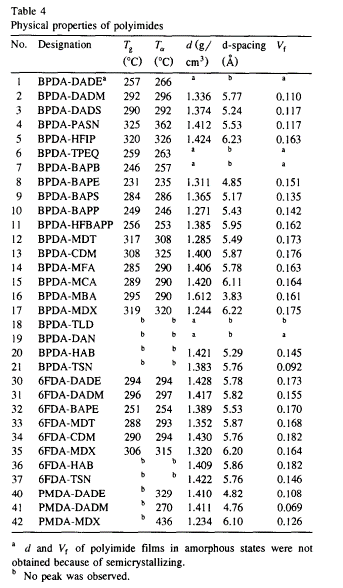 Table 4
Physical properties of polyimides
No. Designation Tg Tα d (g/ d-spacing Vf
(°C) (°C) cm3) (Å)
1 BPDA-DADEa 257 266 a b a
2 BPDA-DADM 292 296 1.336 5.77 0.110
3 BPDA-DADS 290 292 1.374 5.24 0.117
4 BPDA-PASN 325 362 1.412 5.53 0.117
5 BPDA-HFIP 320 326 1.424 6.23 0.163
6 BPDA-TPEQ 259 263 a b a
7 BPDA-BAPB 246 257 a b a
8 BPDA-BAPE 231 235 1.311 4.85 0.151
9 BPDA-BAPS 284 286 1.365 5.17 0.135
10 BPDA-BAPP 249 246 1.271 5.43 0.142
11 BPDA-HFBAPP 256 253 1.385 5.95 0.162
12 BPDA-MDT 317 308 1.285 5.49 0.173
13 BPDA-CDM 308 325 1.400 5.87 0.176
14 BPDA-MFA 285 290 1.406 5.78 0.163
15 BPDA-MCA 289 290 1.420 6.11 0.164
16 BPDA-MBA 295 290 1.612 3.83 0.161
17 BPDA-MDX 319 320 1.244 6.22 0.175
18 BPDA-TLD b b a b b
19 BPDA-DAN b b a b a
20 BPDA-HAB b b 1.421 5.29 0.145
21 BPDA-TSN b b 1.383 5.76 0.092
30 6FDA-DADE 294 294 1.428 5.78 0.173
31 6FDA-DADM 296 297 1.417 5.82 0.155
32 6FDA-BAPE 251 254 1.389 5.53 0.170
33 6FDA-MDT 288 293 1.352 5.87 0.168
34 6FDA-CDM 290 294 1.430 5.76 0.182
35 6FDA-MDX 306 315 1.320 6.20 0.164
36 6FDA-HAB b b 1.409 5.86 0.182
37 6FDA-TSN b b 1.422 5.76 0.146
40 PMDA-DADE b 329 1.410 4.82 0.108
41 PMDA-DADM b 270 1.411 4.76 0.069
42 PMDA-MDX b 436 1.234 6.10 0.126
a d and Vf of polyimide films in amorphous states were not
obtained because of semicrystallizing.
b No peak was observed.